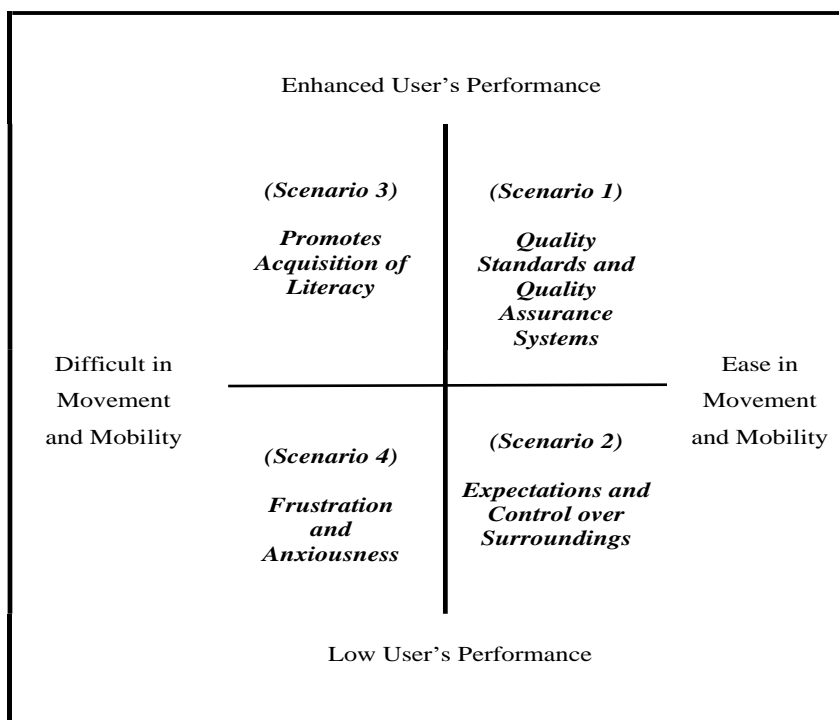 Enhanced User's Performance
(Scenario 3)
Promotes
Acquisition of
Literacy
(Scenario 1)
Quality
Standards and
Quality
Assurance
Systems
Difficult in
Movement
and Mobility
Ease in
Movement
and Mobility
(Scenario 4)
Frustration
and
Anxiousness
(Scenario 2)
Expectations and
Control over
Surroundings
Low User's Performance